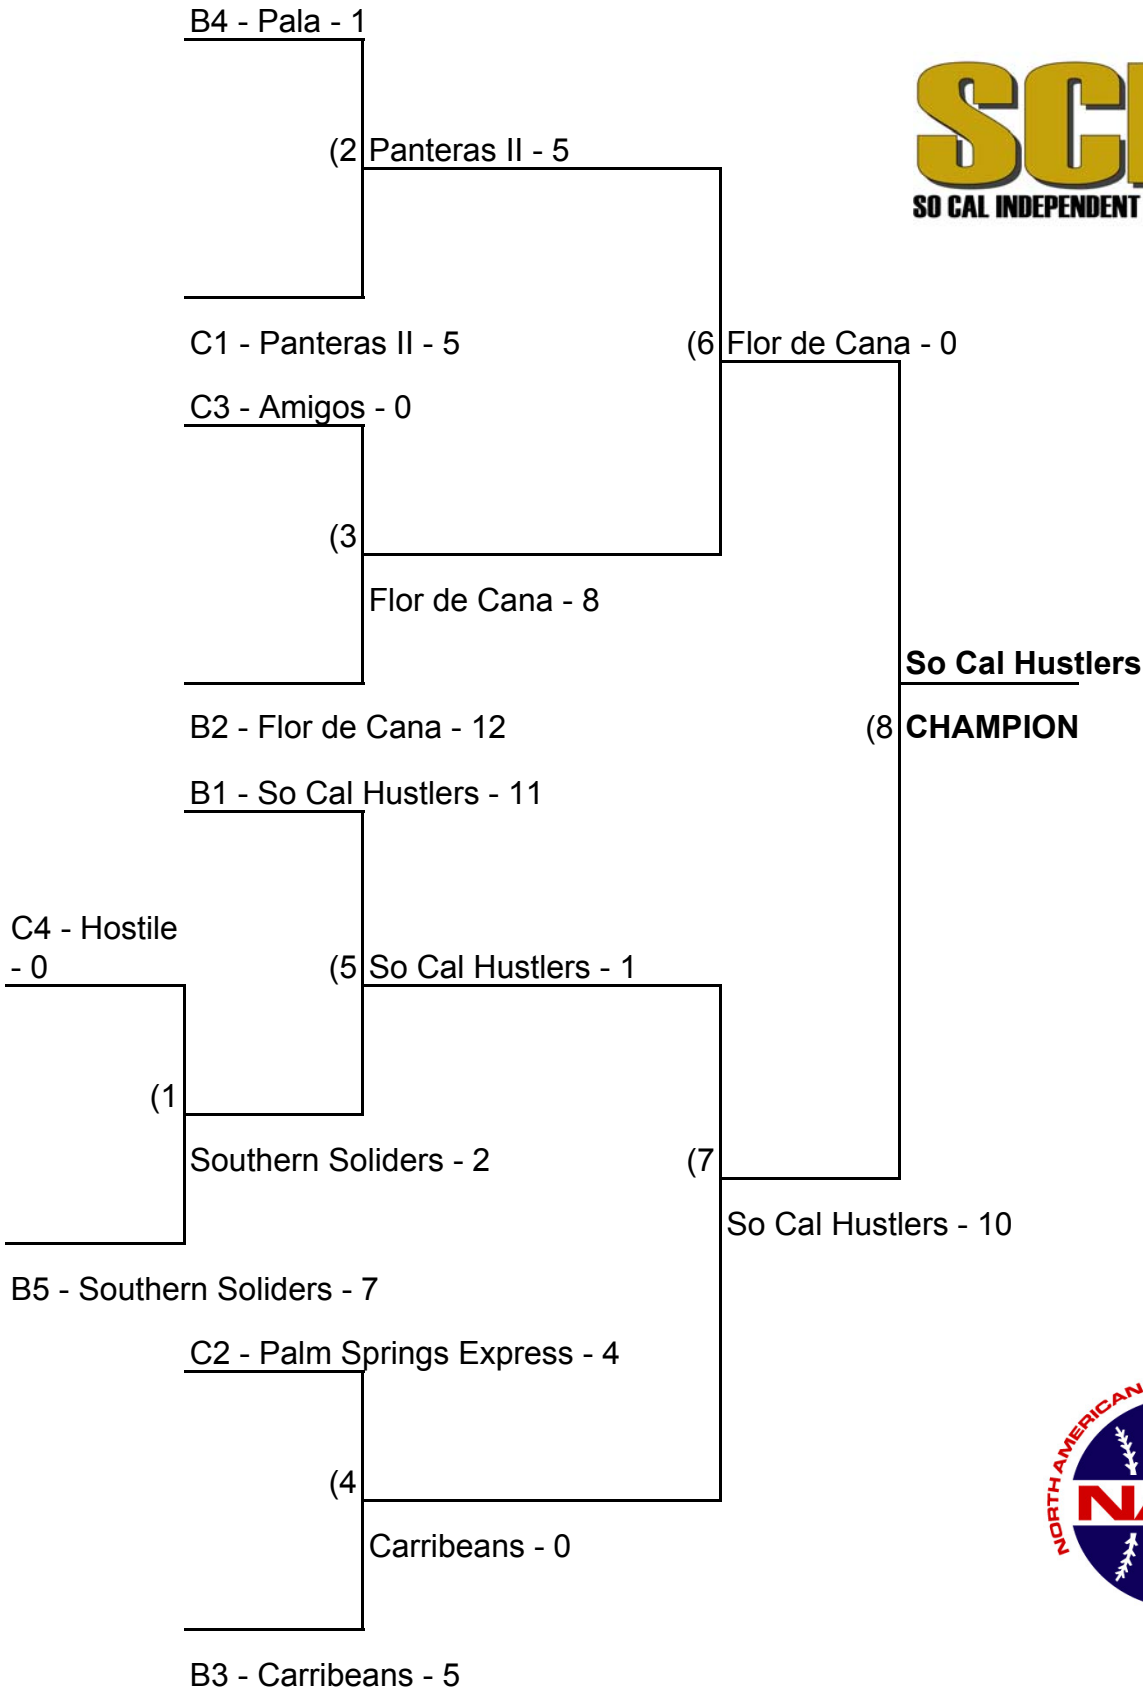 B4 - Pala - 1
(2 Panteras II - 5
SO CAL INDEPENDENT
C1 - Panteras II - 5
(6 Flor de Cana - 0
C3 - Amigos - 0
(3
Flor de Cana - 8
So Cal Hustlers
B2 - Flor de Cana - 12
(8 CHAMPION
B1 - So Cal Hustlers - 11
C4 - Hostile
- 0
(5 So Cal Hustlers - 1
(1
Southern Soliders - 2
(7
So Cal Hustlers - 10
B5 - Southern Soliders - 7
C2 - Palm Springs Express - 4
NORTH AMERICAN
(4
Carribeans - 0
B3 - Carribeans - 5